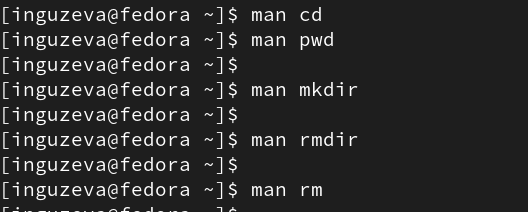 [inguzeva@fedora ~]$ man cd
[inguzeva@fedora ~]$ man pwd
[inguzeva@fedora ~]$
[inguzeva@fedora ~]$ man mkdir
[inguzeva@fedora ~]$
[inguzeva@fedora ~]$ man rmdir
[inguzeva@fedora ~]$
[inguzeva@fedora ~]$ man rm